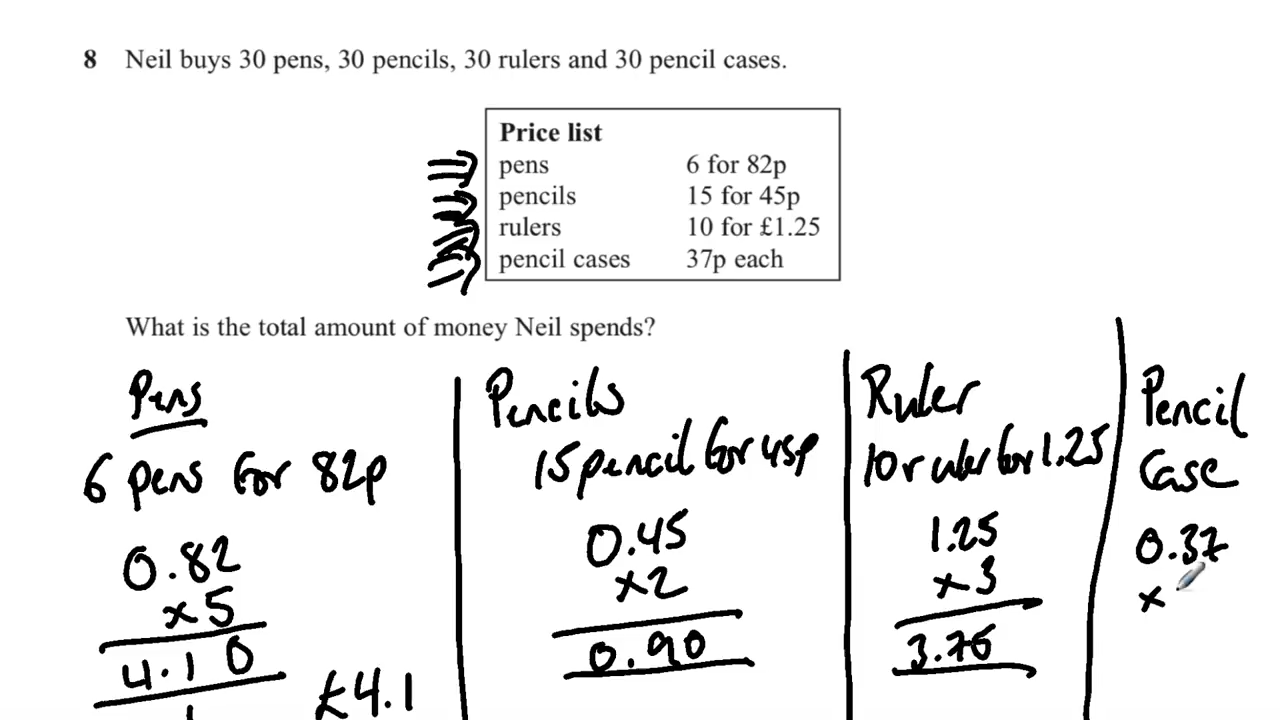 8 Neil buys 30 pens, 30 pencils, 30 rulers and 30 pencil cases.
Price list
pens 6 for 82p
pencils 15 for 45p
rulers 10 for £1.25
pencil cases 37p each
What is the total amount of money Neil spends?
Pens
6 pens for 82p
0.82
×5
4.10
1
£4.1
Pencils
15 pencil for 45p
0.45
×2
0.90
Ruler
10 ruler for 1.25
1.25
×3
3.75
Pencil
Case
0.37
×